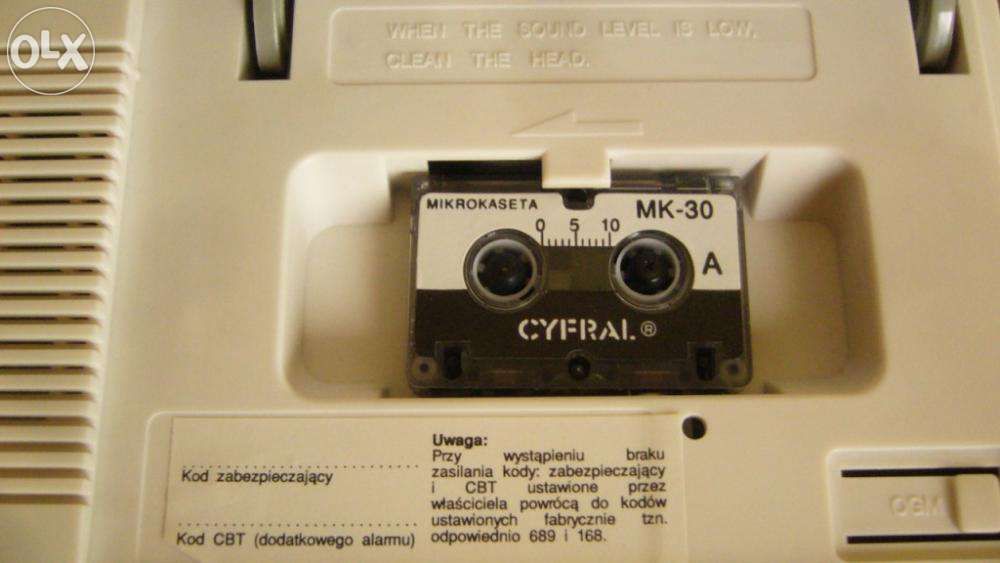 OLX
WHEN THE SOUND LEVEL IS LOW,
CLEAN THE HEAD.
MIKROKASETA
MK-30
0 5 10
A
CYFRAL®
Kod zabezpieczający
Kod CBT (dodatkowego alarmu)
Uwaga:
Przy wystąpieniu braku
zasilania kody: zabezpieczający
i CBT ustawione przez
właściciela powrócą do kodów
ustawionych fabrycznie tzn.
odpowiednio 689 i 168.
OGM